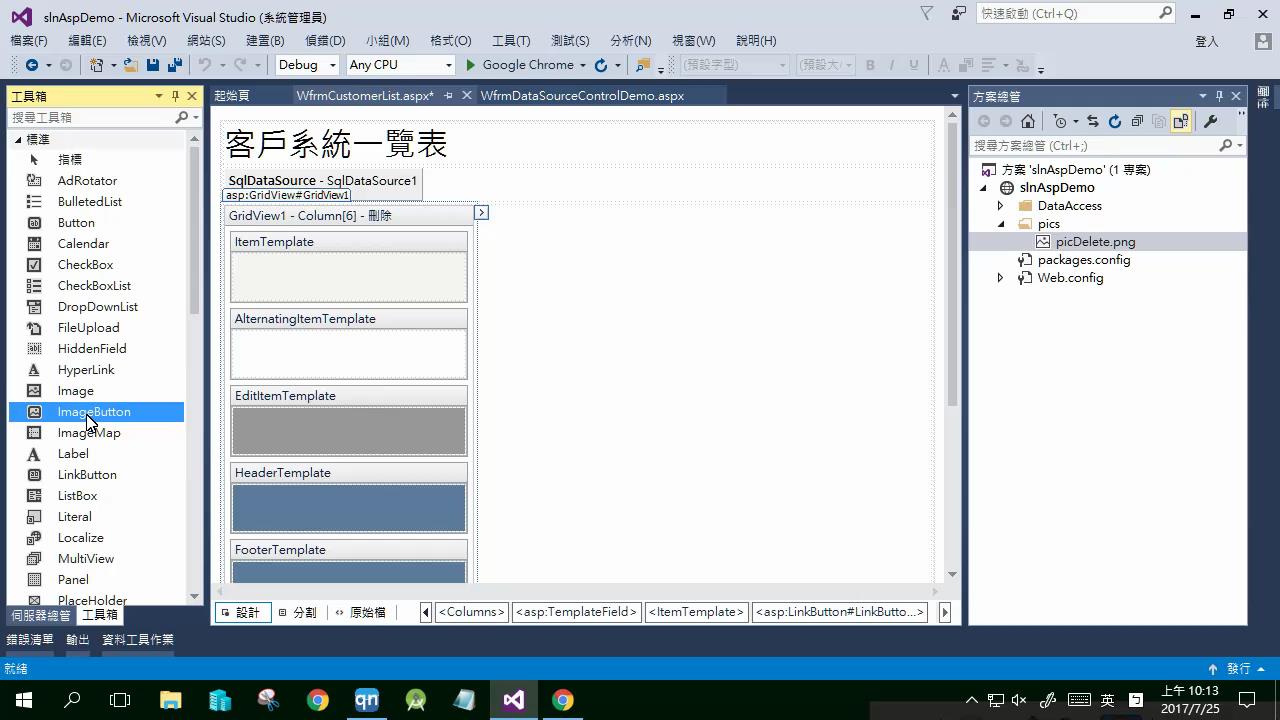 slnAspDemo - Microsoft Visual Studio (系統管理員)
快速啟動 (Ctrl+Q)
檔案(F) 編輯(E) 檢視(V) 網站(S) 建置(B) 偵錯(D) 小組(M) 格式(O) 工具(T) 測試(S) 分析(N) 視窗(W) 說明(H)
登入
Debug Any CPU Google Chrome (預設字型) (預設大 B I U A
工具箱
搜尋工具箱
標準
指標
AdRotator
BulletedList
Button
Calendar
CheckBox
CheckBoxList
DropDownList
FileUpload
HiddenField
HyperLink
Image
ImageButton
ImageMap
Label
LinkButton
ListBox
Literal
Localize
MultiView
Panel
PlaceHolder
伺服器總管 工具箱
起始頁 WfrmCustomerList.aspx* WfrmDataSourceControlDemo.aspx
客戶系統一覽表
SqlDataSource - SqlDataSource1
asp:GridView#GridView1
GridView1 - Column[6] - 刪除
ItemTemplate
AlternatingItemTemplate
EditItemTemplate
HeaderTemplate
FooterTemplate
設計 分割 原始檔 <Columns> <asp:TemplateField> <ItemTemplate> <asp:LinkButton#LinkButto...>
方案總管
搜尋方案總管 (Ctrl+;)
方案 'slnAspDemo' (1 專案)
slnAspDemo
DataAccess
pics
picDelete.png
packages.config
Web.config
錯誤清單 輸出 資料工具作業
就緒
發行
英
上午 10:13
2017/7/25